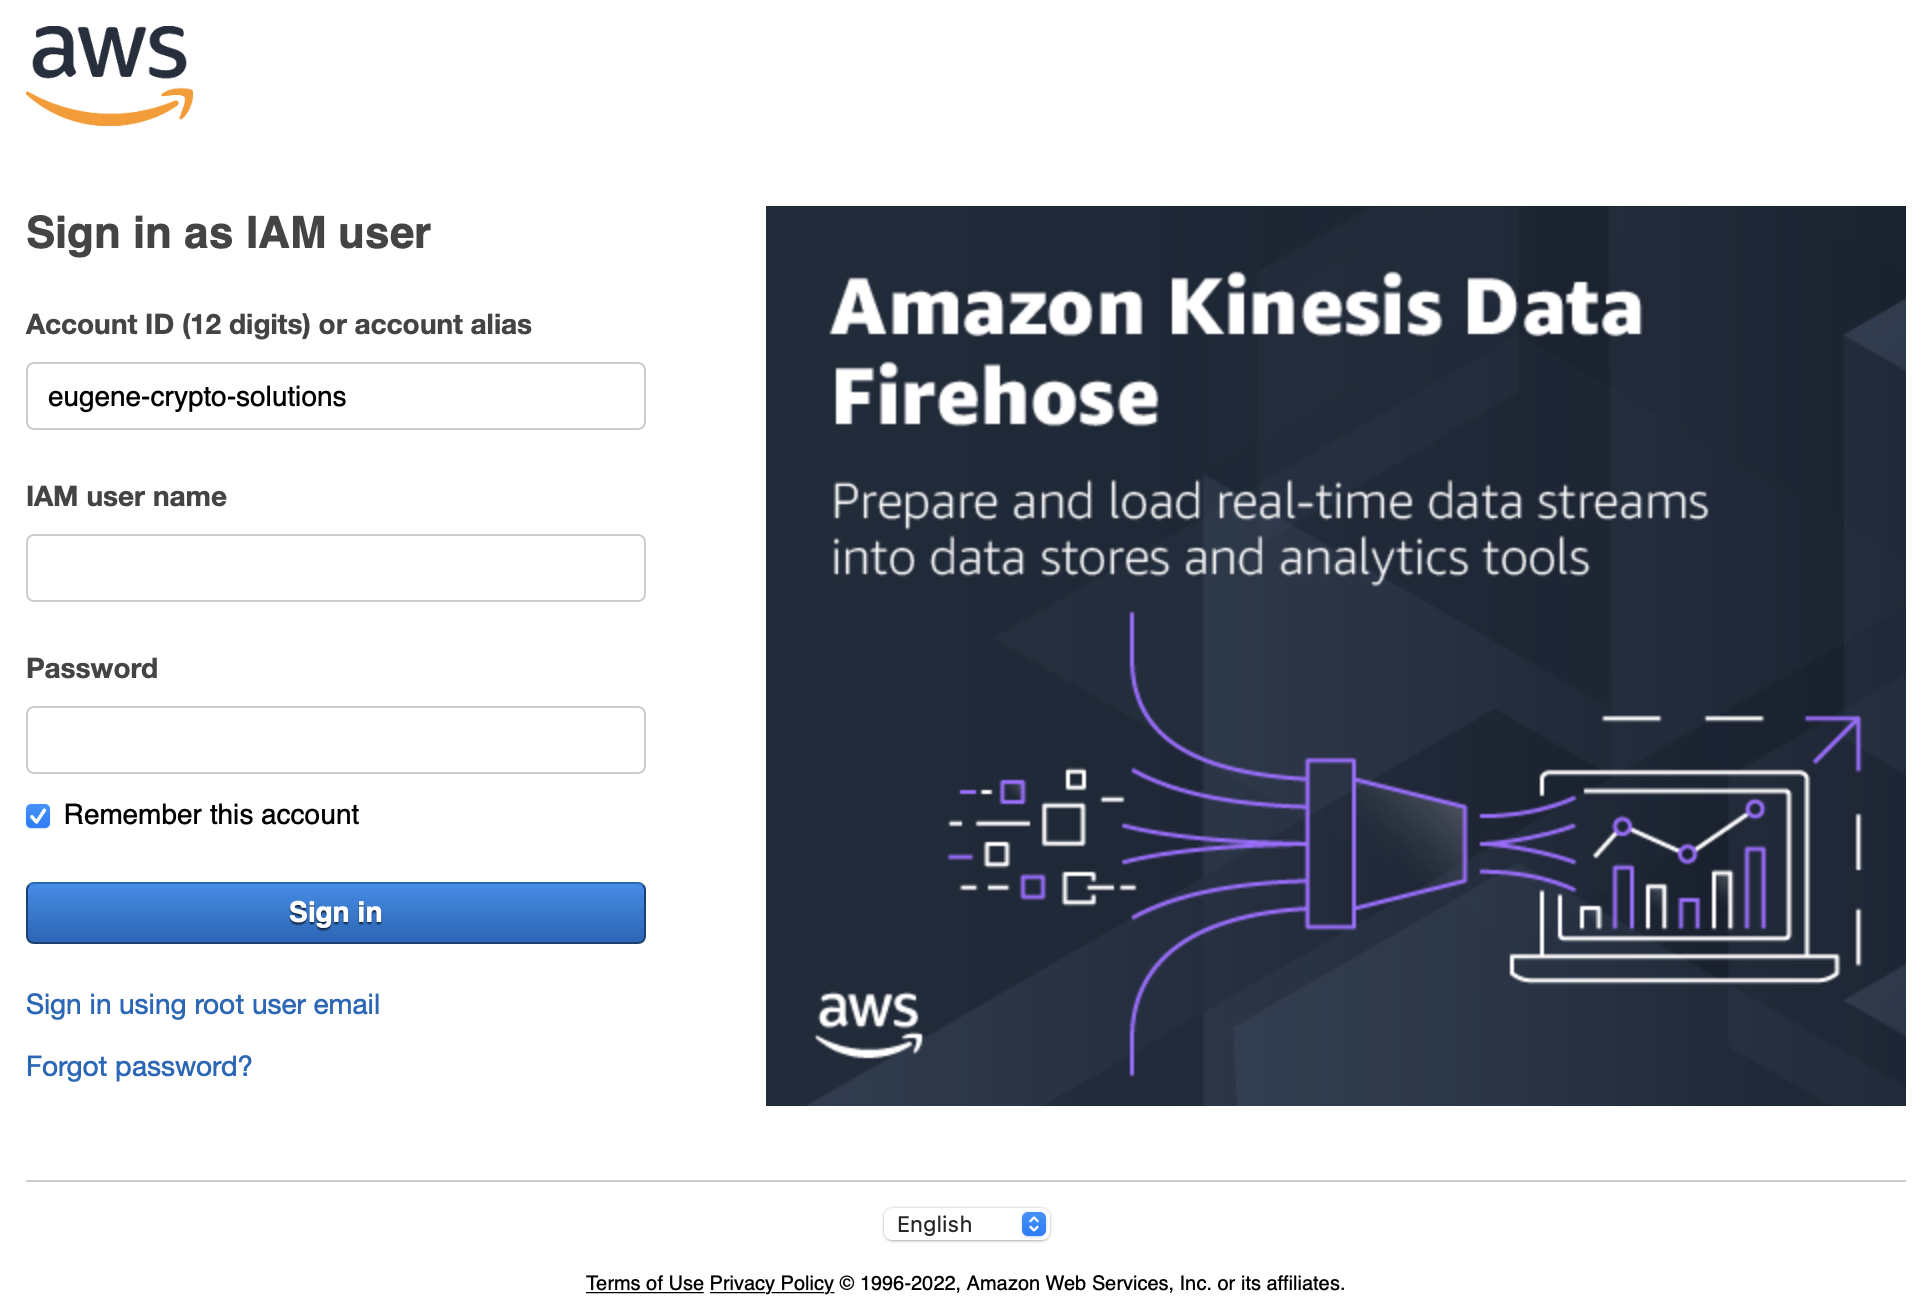 aws
Sign in as IAM user
Account ID (12 digits) or account alias
eugene-crypto-solutions
IAM user name
Password
Remember this account
Sign in
Sign in using root user email
Forgot password?
Amazon Kinesis Data
Firehose
Prepare and load real-time data streams
into data stores and analytics tools
aws
English
Terms of Use Privacy Policy © 1996-2022, Amazon Web Services, Inc. or its affiliates.